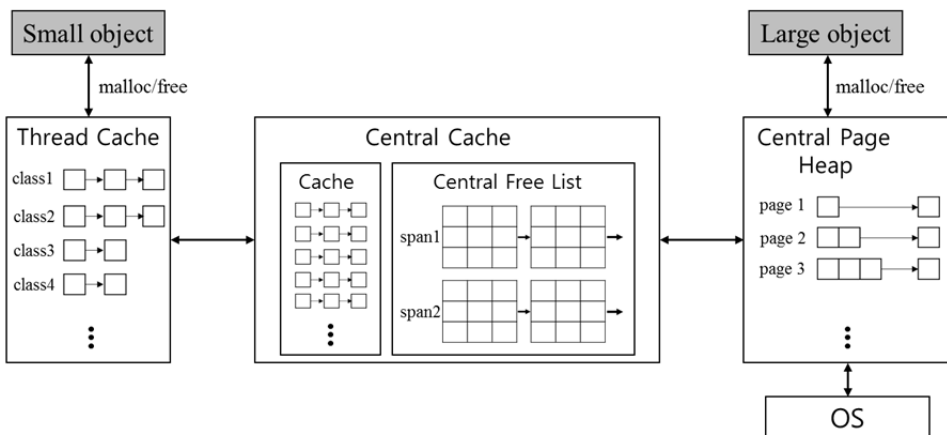 Small object
malloc/free
Thread Cache
class1
class2
class3
class4
Central Cache
Cache
Central Free List
span1
span2
Large object
malloc/free
Central Page
Heap
page 1
page 2
page 3
OS